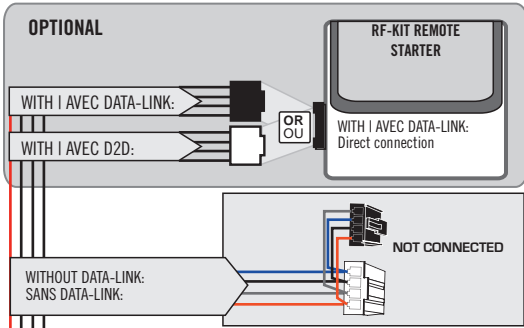 OPTIONAL
RF-KIT REMOTE
STARTER
WITH | AVEC DATA-LINK:
OR
OU
WITH | AVEC DATA-LINK:
Direct connection
WITH | AVEC D2D:
NOT CONNECTED
WITHOUT DATA-LINK:
SANS DATA-LINK: